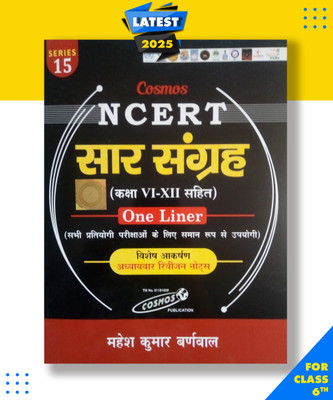 LATEST
2025
SERIES
15
Cosmos
NCERT
सार संग्रह
(कक्षा VI-XII सहित)
One Liner
(सभी प्रतियोगी परीक्षाओं के लिए समान रूप से उपयोगी)
विशेष आकर्षण
अध्यायवार रिवीजन नोट्स
COSMOS
PUBLICATION
महेश कुमार बर्णवाल
FOR
CLASS
6TH